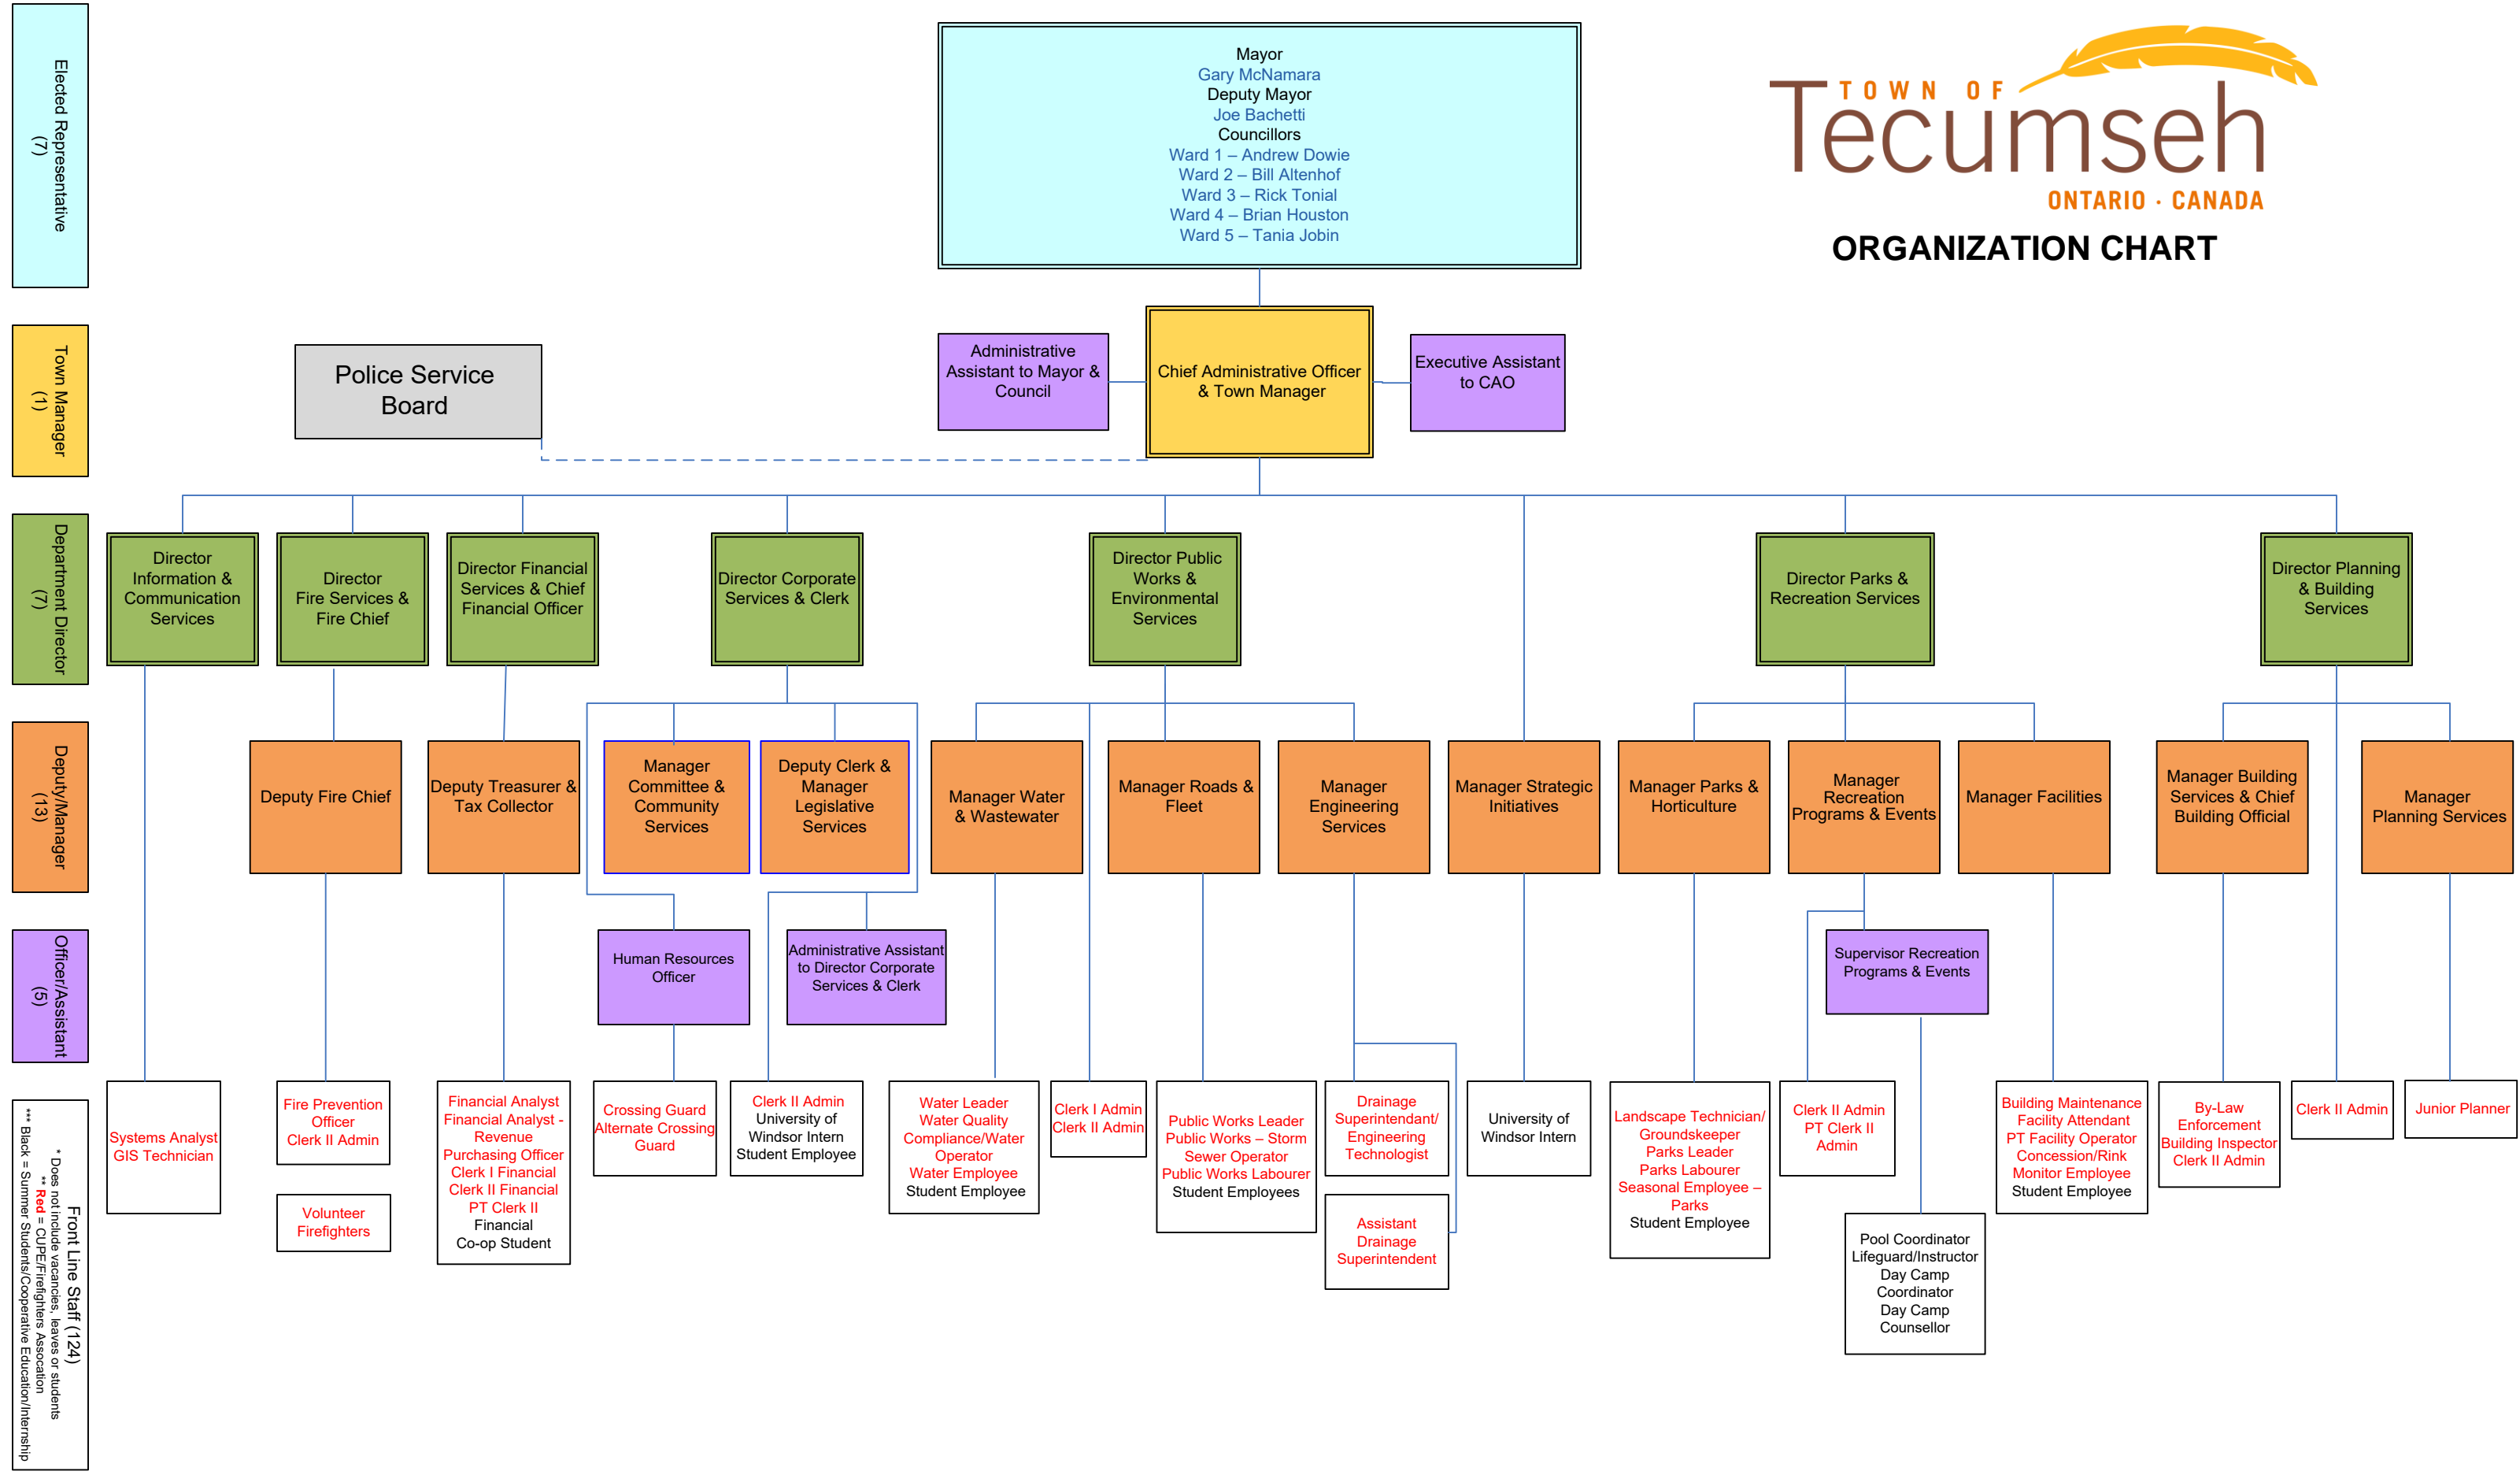 Elected Representative
(7)
Mayor
Gary McNamara
Deputy Mayor
Joe Bachetti
Councillors
Ward 1 – Andrew Dowie
Ward 2 – Bill Altenhof
Ward 3 – Rick Tonial
Ward 4 – Brian Houston
Ward 5 – Tania Jobin
TOWN OF
Tecumseh
ONTARIO · CANADA
ORGANIZATION CHART
Town Manager
(1)
Police Service
Board
Administrative
Assistant to Mayor &
Council
Chief Administrative Officer
& Town Manager
Executive Assistant
to CAO
Department Director
(7)
Director
Information &
Communication
Services
Director
Fire Services &
Fire Chief
Director Financial
Services & Chief
Financial Officer
Director Corporate
Services & Clerk
Director Public
Works &
Environmental
Services
Director Parks &
Recreation Services
Director Planning
& Building
Services
Deputy/Manager
(13)
Deputy Fire Chief
Deputy Treasurer &
Tax Collector
Manager
Committee &
Community
Services
Deputy Clerk &
Manager
Legislative
Services
Manager Water
& Wastewater
Manager Roads &
Fleet
Manager
Engineering
Services
Manager Strategic
Initiatives
Manager Parks &
Horticulture
Manager
Recreation
Programs & Events
Manager Facilities
Manager Building
Services & Chief
Building Official
Manager
Planning Services
Officer/Assistant
(5)
Human Resources
Officer
Administrative Assistant
to Director Corporate
Services & Clerk
Supervisor Recreation
Programs & Events
Front Line Staff (124)
* Does not include vacancies, leaves or students
** Red = CUPE/Firefighters Assocation
*** Black = Summer Students/Cooperative Education/Internship
Systems Analyst
GIS Technician
Fire Prevention
Officer
Clerk II Admin
Volunteer
Firefighters
Financial Analyst
Financial Analyst -
Revenue
Purchasing Officer
Clerk I Financial
Clerk II Financial
PT Clerk II
Financial
Co-op Student
Crossing Guard
Alternate Crossing
Guard
Clerk II Admin
University of
Windsor Intern
Student Employee
Water Leader
Water Quality
Compliance/Water
Operator
Water Employee
Student Employee
Clerk I Admin
Clerk II Admin
Public Works Leader
Public Works – Storm
Sewer Operator
Public Works Labourer
Student Employees
Drainage
Superintendant/
Engineering
Technologist
Assistant
Drainage
Superintendent
University of
Windsor Intern
Landscape Technician/
Groundskeeper
Parks Leader
Parks Labourer
Seasonal Employee –
Parks
Student Employee
Clerk II Admin
PT Clerk II
Admin
Pool Coordinator
Lifeguard/Instructor
Day Camp
Coordinator
Day Camp
Counsellor
Building Maintenance
Facility Attendant
PT Facility Operator
Concession/Rink
Monitor Employee
Student Employee
By-Law
Enforcement
Building Inspector
Clerk II Admin
Clerk II Admin
Junior Planner